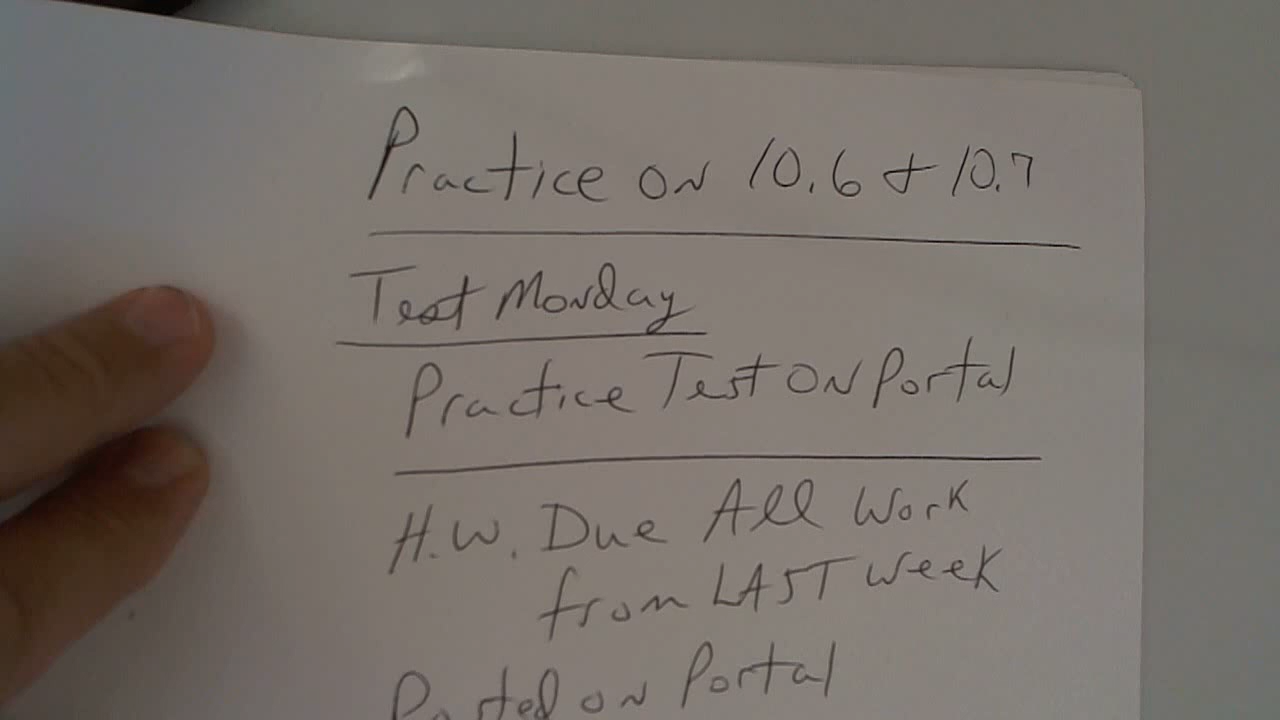 Practice on 10.6 + 10.7
Test Monday
Practice Test on Portal
H.W. Due All Work
from LAST Week
Posted on Portal